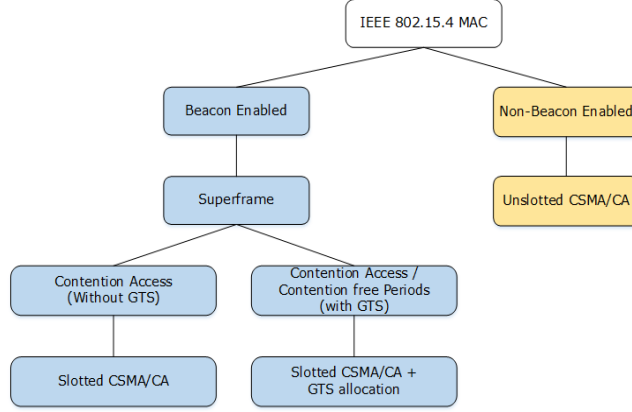 IEEE 802.15.4 MAC
Beacon Enabled
Non-Beacon Enabled
Superframe
Unslotted CSMA/CA
Contention Access
(Without GTS)
Contention Access /
Contention free Periods
(with GTS)
Slotted CSMA/CA
Slotted CSMA/CA +
GTS allocation